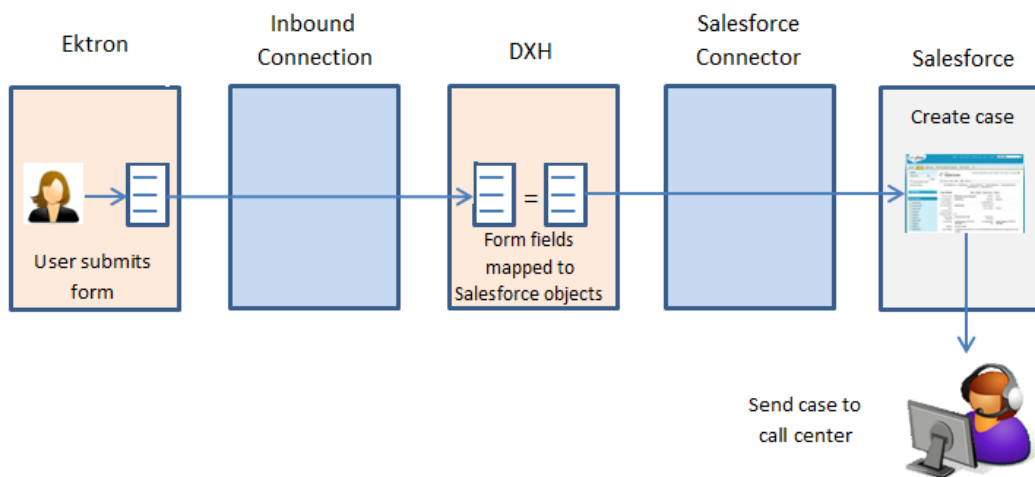 Ektron
Inbound
Connection
DXH
Salesforce
Connector
Salesforce
User submits
form
=
Form fields
mapped to
Salesforce objects
Create case
Send case to
call center